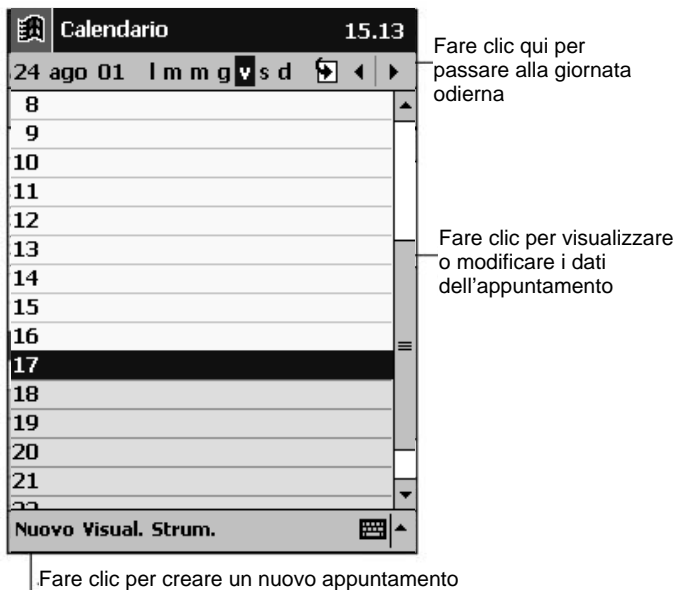 Calendario 15.13
24 ago 01 l m m g v s d
8
9
10
11
12
13
14
15
16
17
18
19
20
21
22
Nuovo Visual. Strum.
Fare clic qui per
passare alla giornata
odierna
Fare clic per visualizzare
o modificare i dati
dell'appuntamento
Fare clic per creare un nuovo appuntamento